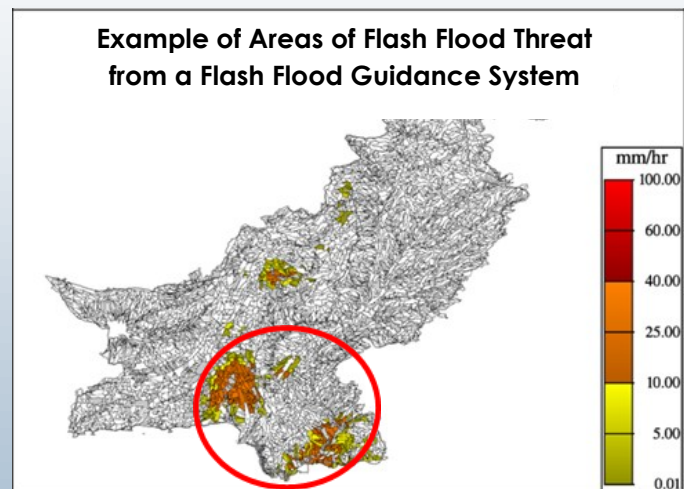 Example of Areas of Flash Flood Threat
from a Flash Flood Guidance System
mm/hr
100.00
60.00
40.00
25.00
10.00
5.00
0.01